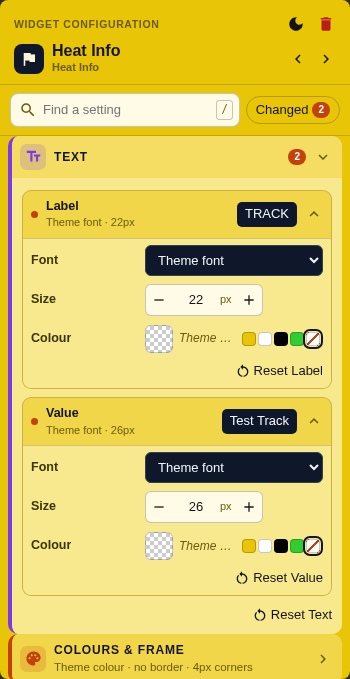 WIDGET CONFIGURATION
Heat Info
Heat Info
Find a setting /
Changed 2
TEXT 2
Label
Theme font · 22px
TRACK
Font Theme font
Size − 22 px +
Colour Theme …
Reset Label
Value
Theme font · 26px
Test Track
Font Theme font
Size − 26 px +
Colour Theme …
Reset Value
Reset Text
COLOURS & FRAME
Theme colour · no border · 4px corners